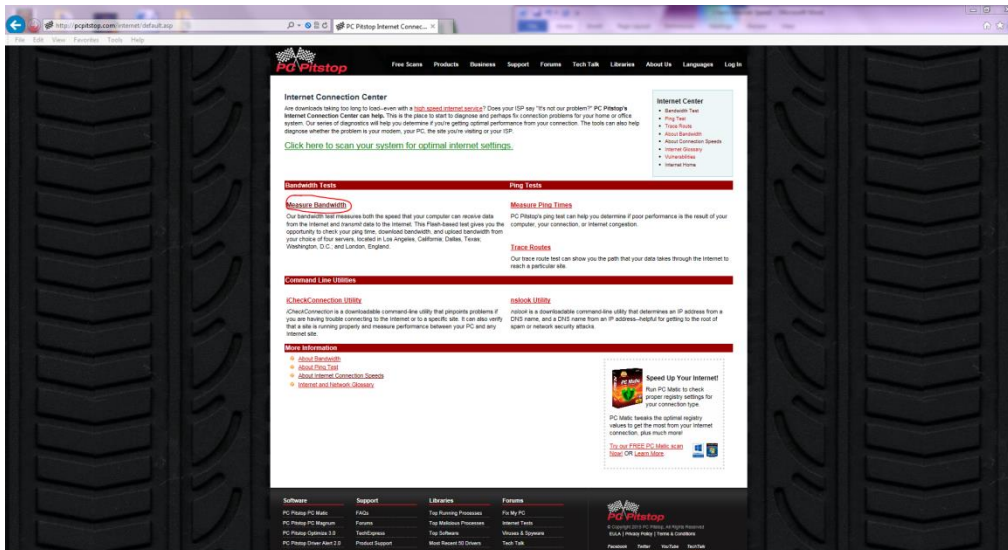 http://pcpitstop.com/internet/default.asp
PC Pitstop Internet Connec...
File Edit View Favorites Tools Help
PC Pitstop
Free Scans Products Business Support Forums Tech Talk Libraries About Us Languages Log In
Internet Connection Center
Are downloads taking too long to load--even with a high speed internet service? Does your ISP say "It's not our problem?" PC Pitstop's
Internet Connection Center can help. This is the place to start to diagnose and perhaps fix connection problems for your home or office
system. Our series of diagnostics will help you determine if you're getting optimal performance from your connection. The tools can also help
diagnose whether the problem is your modem, your PC, the site you're visiting or your ISP.
Click here to scan your system for optimal internet settings.
Internet Center
Bandwidth Test
Ping Test
Trace Route
About Bandwidth
About Connection Speeds
Internet Glossary
Vulnerabilities
Internet Home
Bandwidth Tests
Measure Bandwidth
Our bandwidth test measures both the speed that your computer can receive data
from the Internet and transmit data to the Internet. This Flash-based test gives you the
opportunity to check your ping time, download bandwidth, and upload bandwidth from
your choice of four servers, located in Los Angeles, California; Dallas, Texas;
Washington, D.C.; and London, England.
Ping Tests
Measure Ping Times
PC Pitstop's ping test can help you determine if poor performance is the result of your
computer, your connection, or Internet congestion.
Trace Routes
Our trace route test can show you the path that your data takes through the Internet to
reach a particular site.
Command Line Utilities
iCheckConnection Utility
iCheckConnection is a downloadable command-line utility that pinpoints problems if
you are having trouble connecting to the Internet or to a specific site. It can also verify
that a site is running properly and measure performance between your PC and any
Internet site.
nslook Utility
nslook is a downloadable command-line utility that determines an IP address from a
DNS name, and a DNS name from an IP address--helpful for getting to the root of
spam or network security attacks.
More Information
About Bandwidth
About Ping Test
About Internet Connection Speeds
Internet and Network Glossary
Speed Up Your Internet!
Run PC Matic to check
proper registry settings for
your connection type.
PC Matic tweaks the optimal registry
values to get the most from your Internet
connection, plus much more!
Try our FREE PC Matic scan
Now! OR Learn More
Software
PC Pitstop PC Matic
PC Pitstop PC Magnum
PC Pitstop Optimize 3.0
PC Pitstop Driver Alert 2.0
Support
FAQs
Forums
TechExpress
Product Support
Libraries
Top Running Processes
Top Malicious Processes
Top Software
Most Recent 50 Drivers
Forums
Fix My PC
Internet Tests
Viruses & Spyware
Tech Talk
PC Pitstop
EULA | Privacy Policy | Terms & Conditions
Facebook Twitter YouTube TechTalk